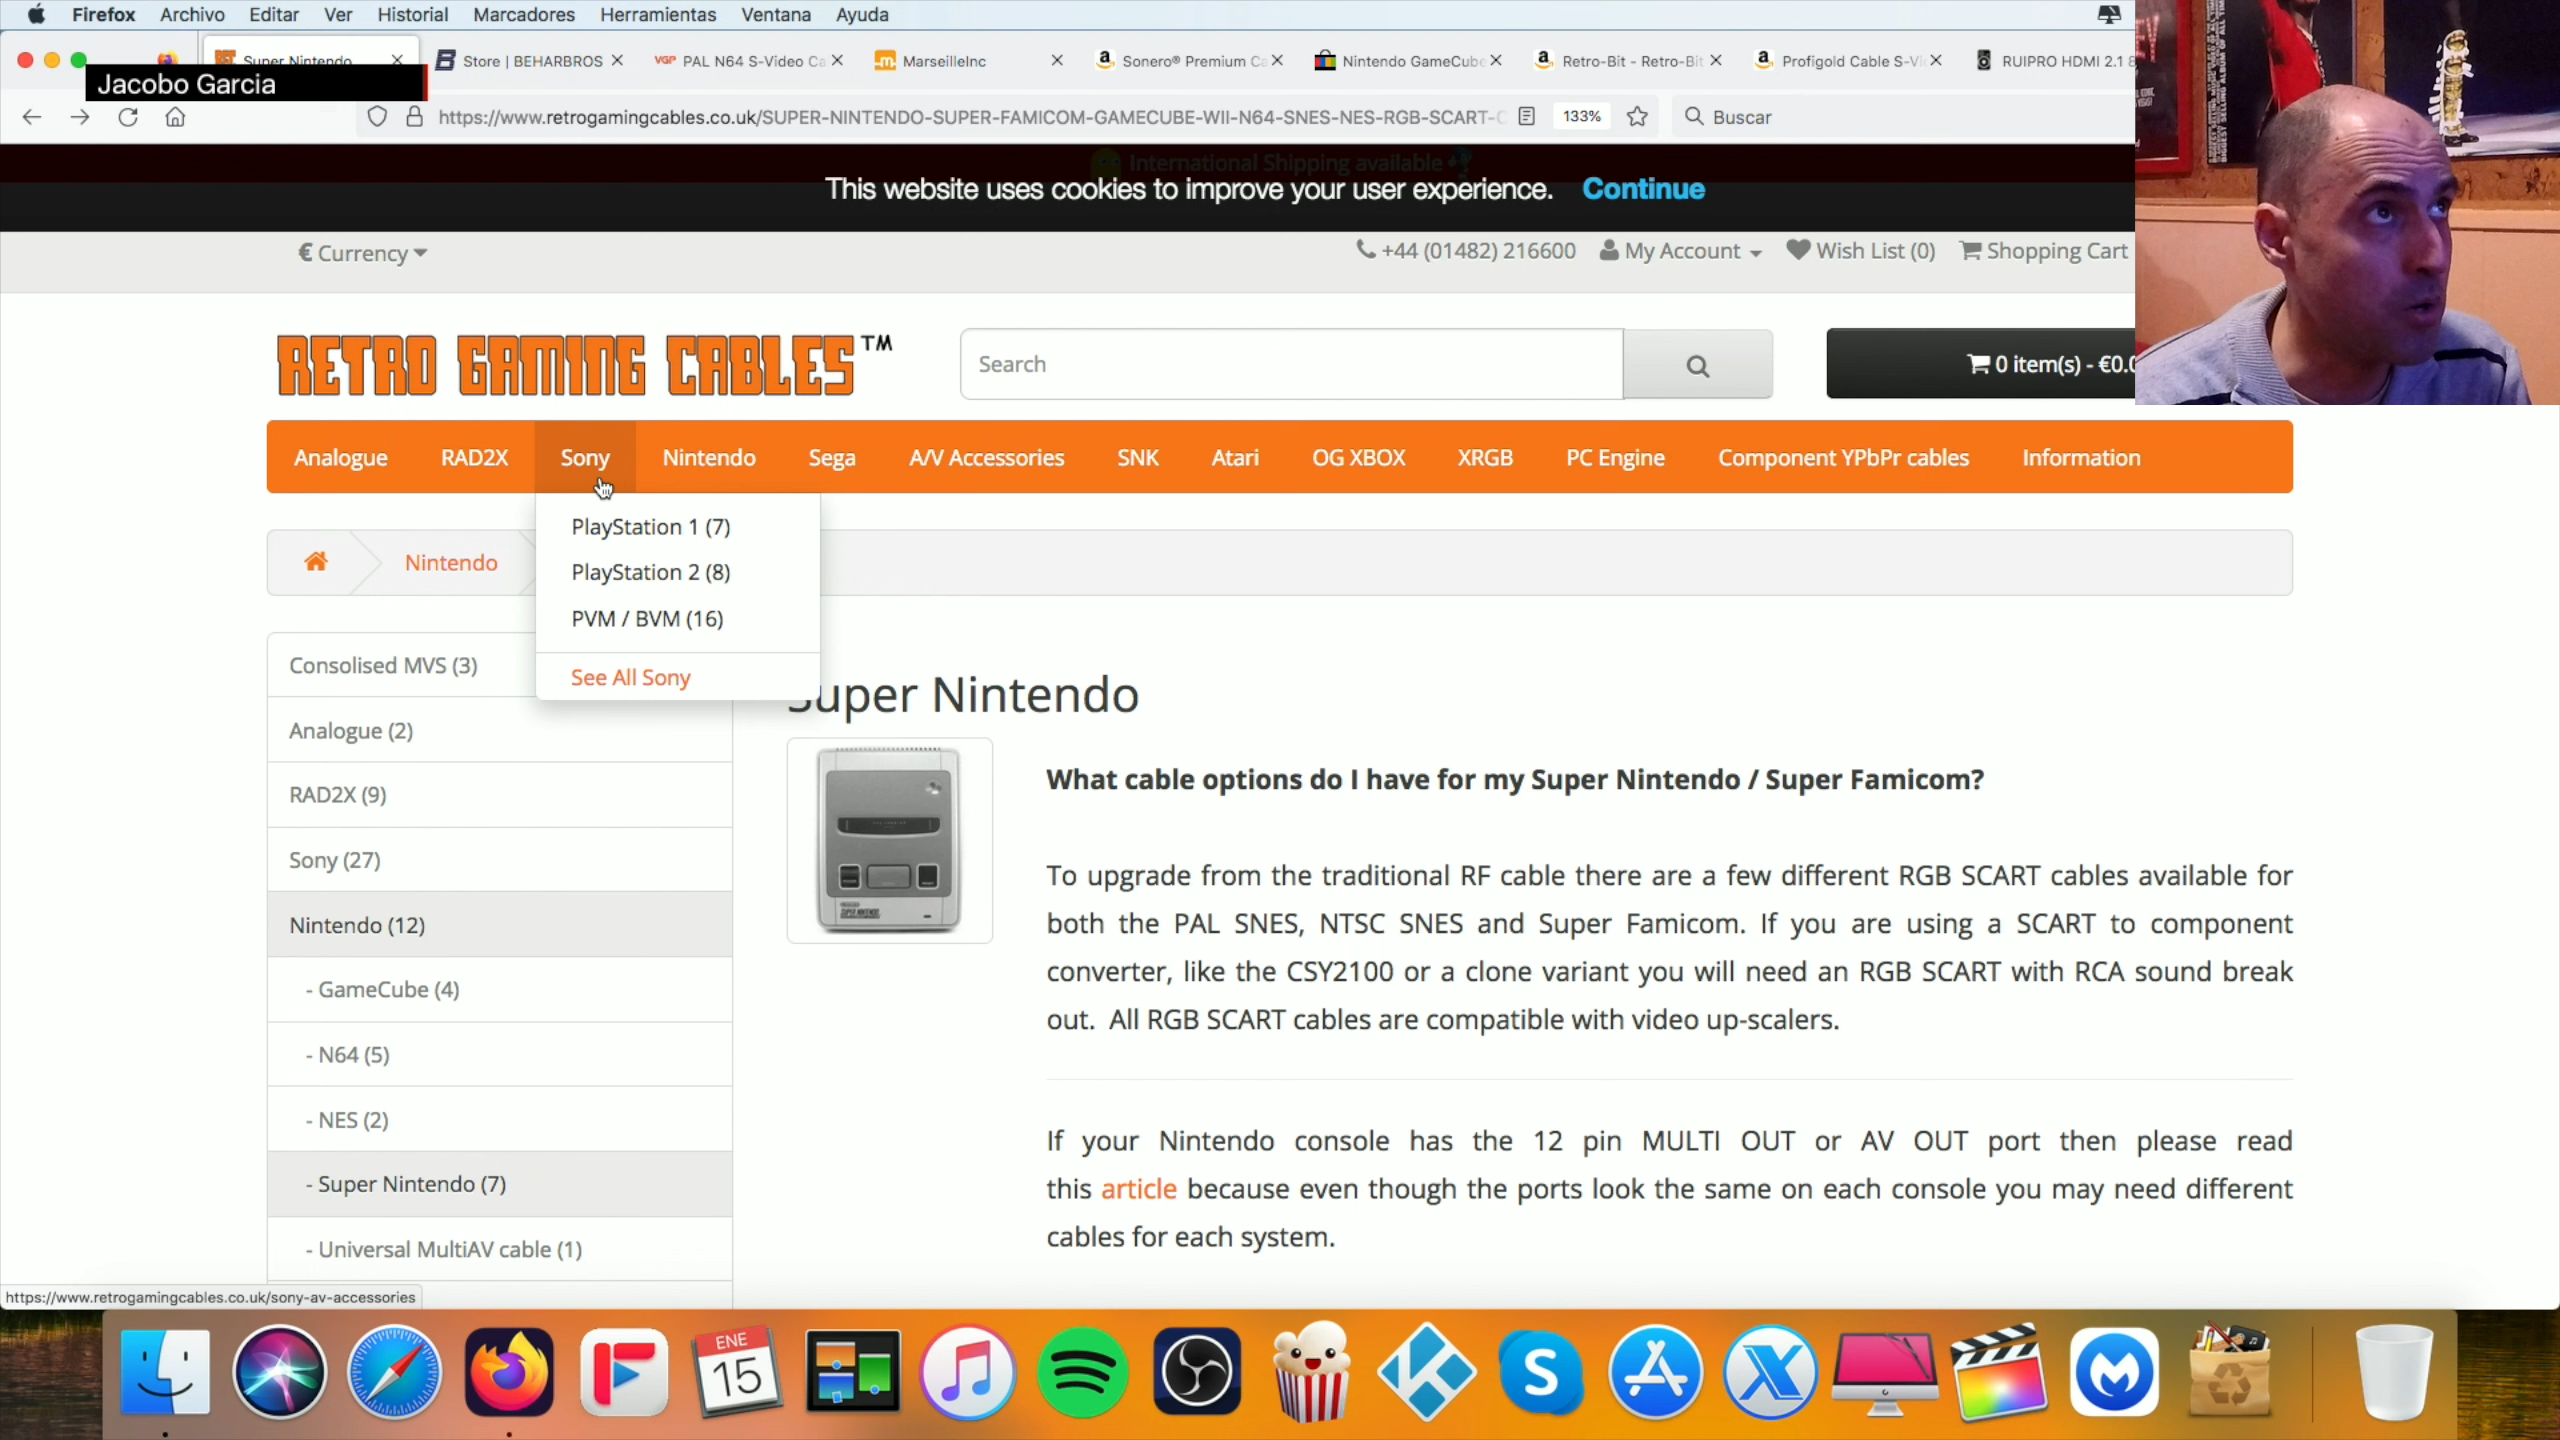 Firefox Archivo Editar Ver Historial Marcadores Herramientas Ventana Ayuda
Super Nintendo
Store | BEHARBROS
VGP PAL N64 S-Video Ca
MarseilleInc
Sonero® Premium Ca
Nintendo GameCube
Retro-Bit - Retro-Bit
Profigold Cable S-Vi
RUIPRO HDMI 2.1 8
Jacobo Garcia
https://www.retrogamingcables.co.uk/SUPER-NINTENDO-SUPER-FAMICOM-GAMECUBE-WII-N64-SNES-NES-RGB-SCART-C
133%
Buscar
International Shipping available
This website uses cookies to improve your user experience. Continue
€ Currency
+44 (01482) 216600 My Account Wish List (0) Shopping Cart
RETRO GAMING CABLES™
Search
0 item(s) - €0.0
Analogue RAD2X Sony Nintendo Sega A/V Accessories SNK Atari OG XBOX XRGB PC Engine Component YPbPr cables Information
PlayStation 1 (7)
PlayStation 2 (8)
PVM / BVM (16)
See All Sony
Nintendo
Consolised MVS (3)
Analogue (2)
RAD2X (9)
Sony (27)
Nintendo (12)
- GameCube (4)
- N64 (5)
- NES (2)
- Super Nintendo (7)
- Universal MultiAV cable (1)
Super Nintendo
What cable options do I have for my Super Nintendo / Super Famicom?
To upgrade from the traditional RF cable there are a few different RGB SCART cables available for
both the PAL SNES, NTSC SNES and Super Famicom. If you are using a SCART to component
converter, like the CSY2100 or a clone variant you will need an RGB SCART with RCA sound break
out. All RGB SCART cables are compatible with video up-scalers.
If your Nintendo console has the 12 pin MULTI OUT or AV OUT port then please read
this article because even though the ports look the same on each console you may need different
cables for each system.
https://www.retrogamingcables.co.uk/sony-av-accessories
ENE
15